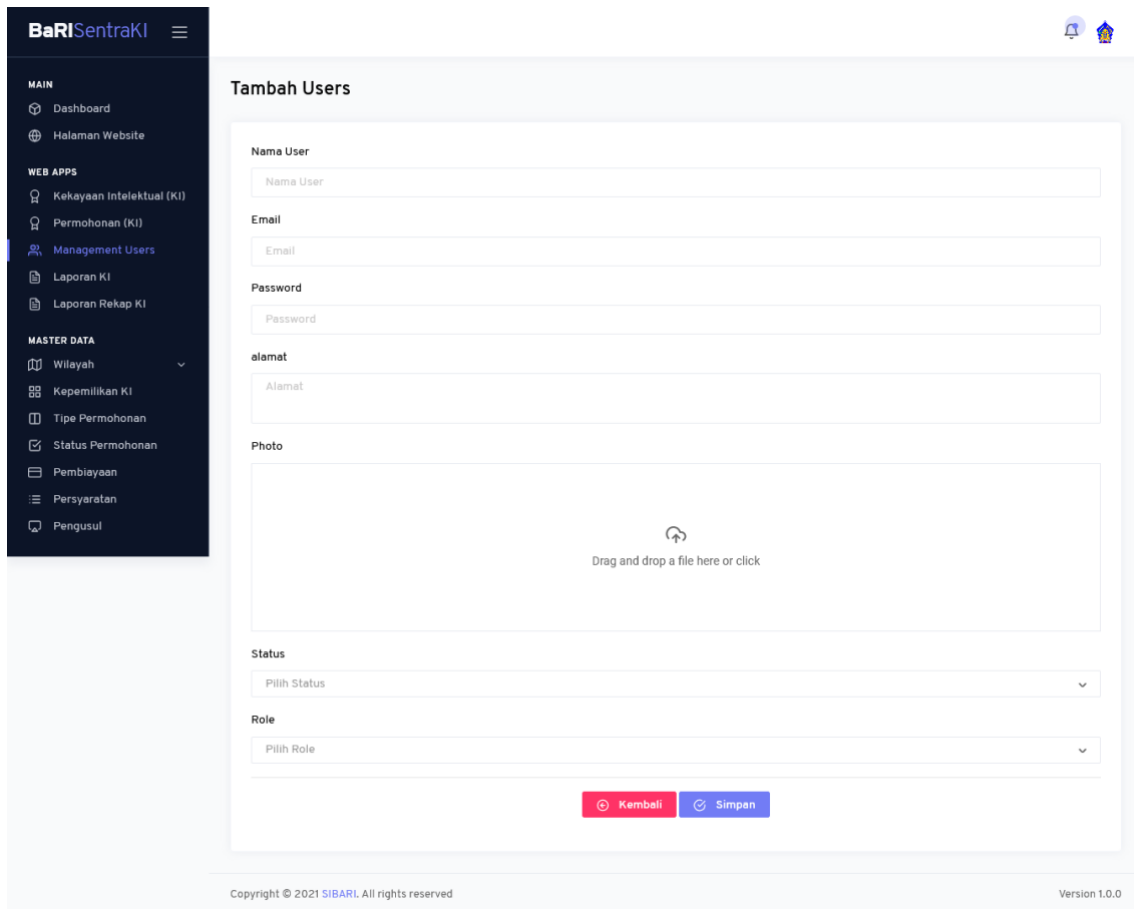 BaRISentraKI
MAIN
Dashboard
Halaman Website
WEB APPS
Kekayaan Intelektual (KI)
Permohonan (KI)
Management Users
Laporan KI
Laporan Rekap KI
MASTER DATA
Wilayah
Kepemilikan KI
Tipe Permohonan
Status Permohonan
Pembiayaan
Persyaratan
Pengusul
Tambah Users
Nama User
Nama User
Email
Email
Password
Password
alamat
Alamat
Photo
Drag and drop a file here or click
Status
Pilih Status
Role
Pilih Role
Kembali
Simpan
Copyright © 2021 SIBARI. All rights reserved
Version 1.0.0